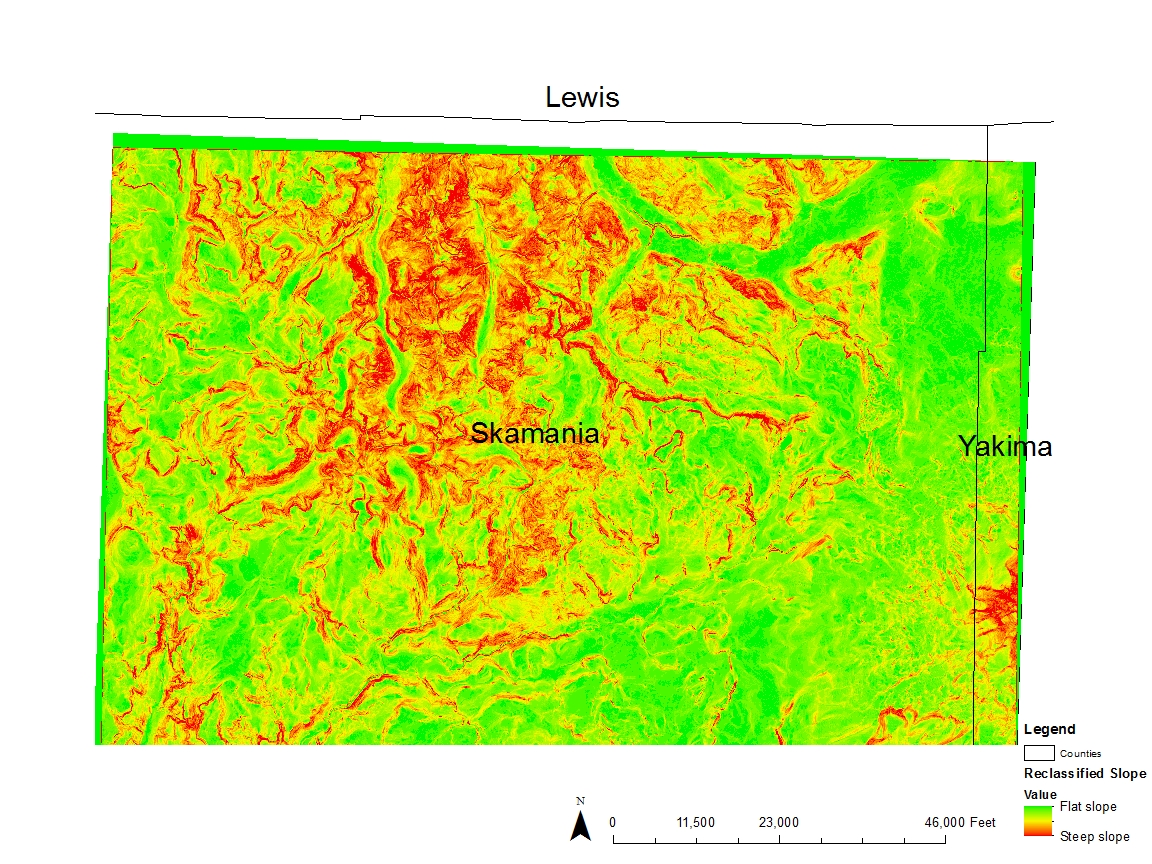 Lewis
Skamania
Yakima
Legend
Counties
Reclassified Slope
Value
Flat slope
Steep slope
N
0 11,500 23,000 46,000 Feet